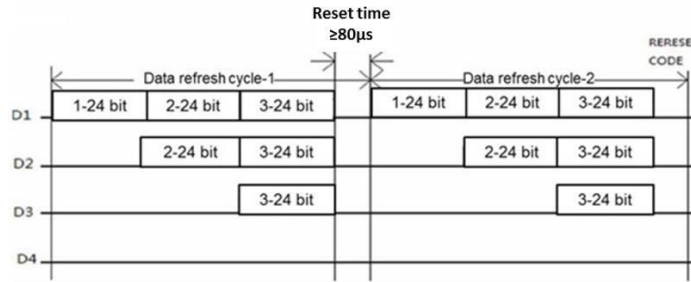 Reset time
≥80μs
RERESE
CODE
Data refresh cycle-1
Data refresh cycle-2
D1
1-24 bit
2-24 bit
3-24 bit
1-24 bit
2-24 bit
3-24 bit
D2
2-24 bit
3-24 bit
2-24 bit
3-24 bit
D3
3-24 bit
3-24 bit
D4